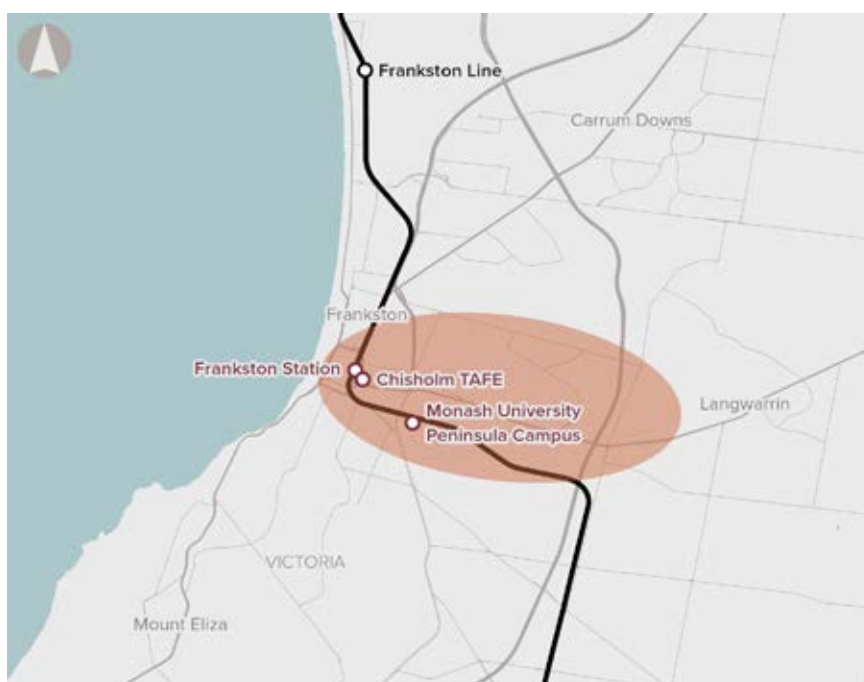 Frankston Line
Carrum Downs
Frankston
Frankston Station
Chisholm TAFE
Monash University
Peninsula Campus
Langwarrin
VICTORIA
Mount Eliza